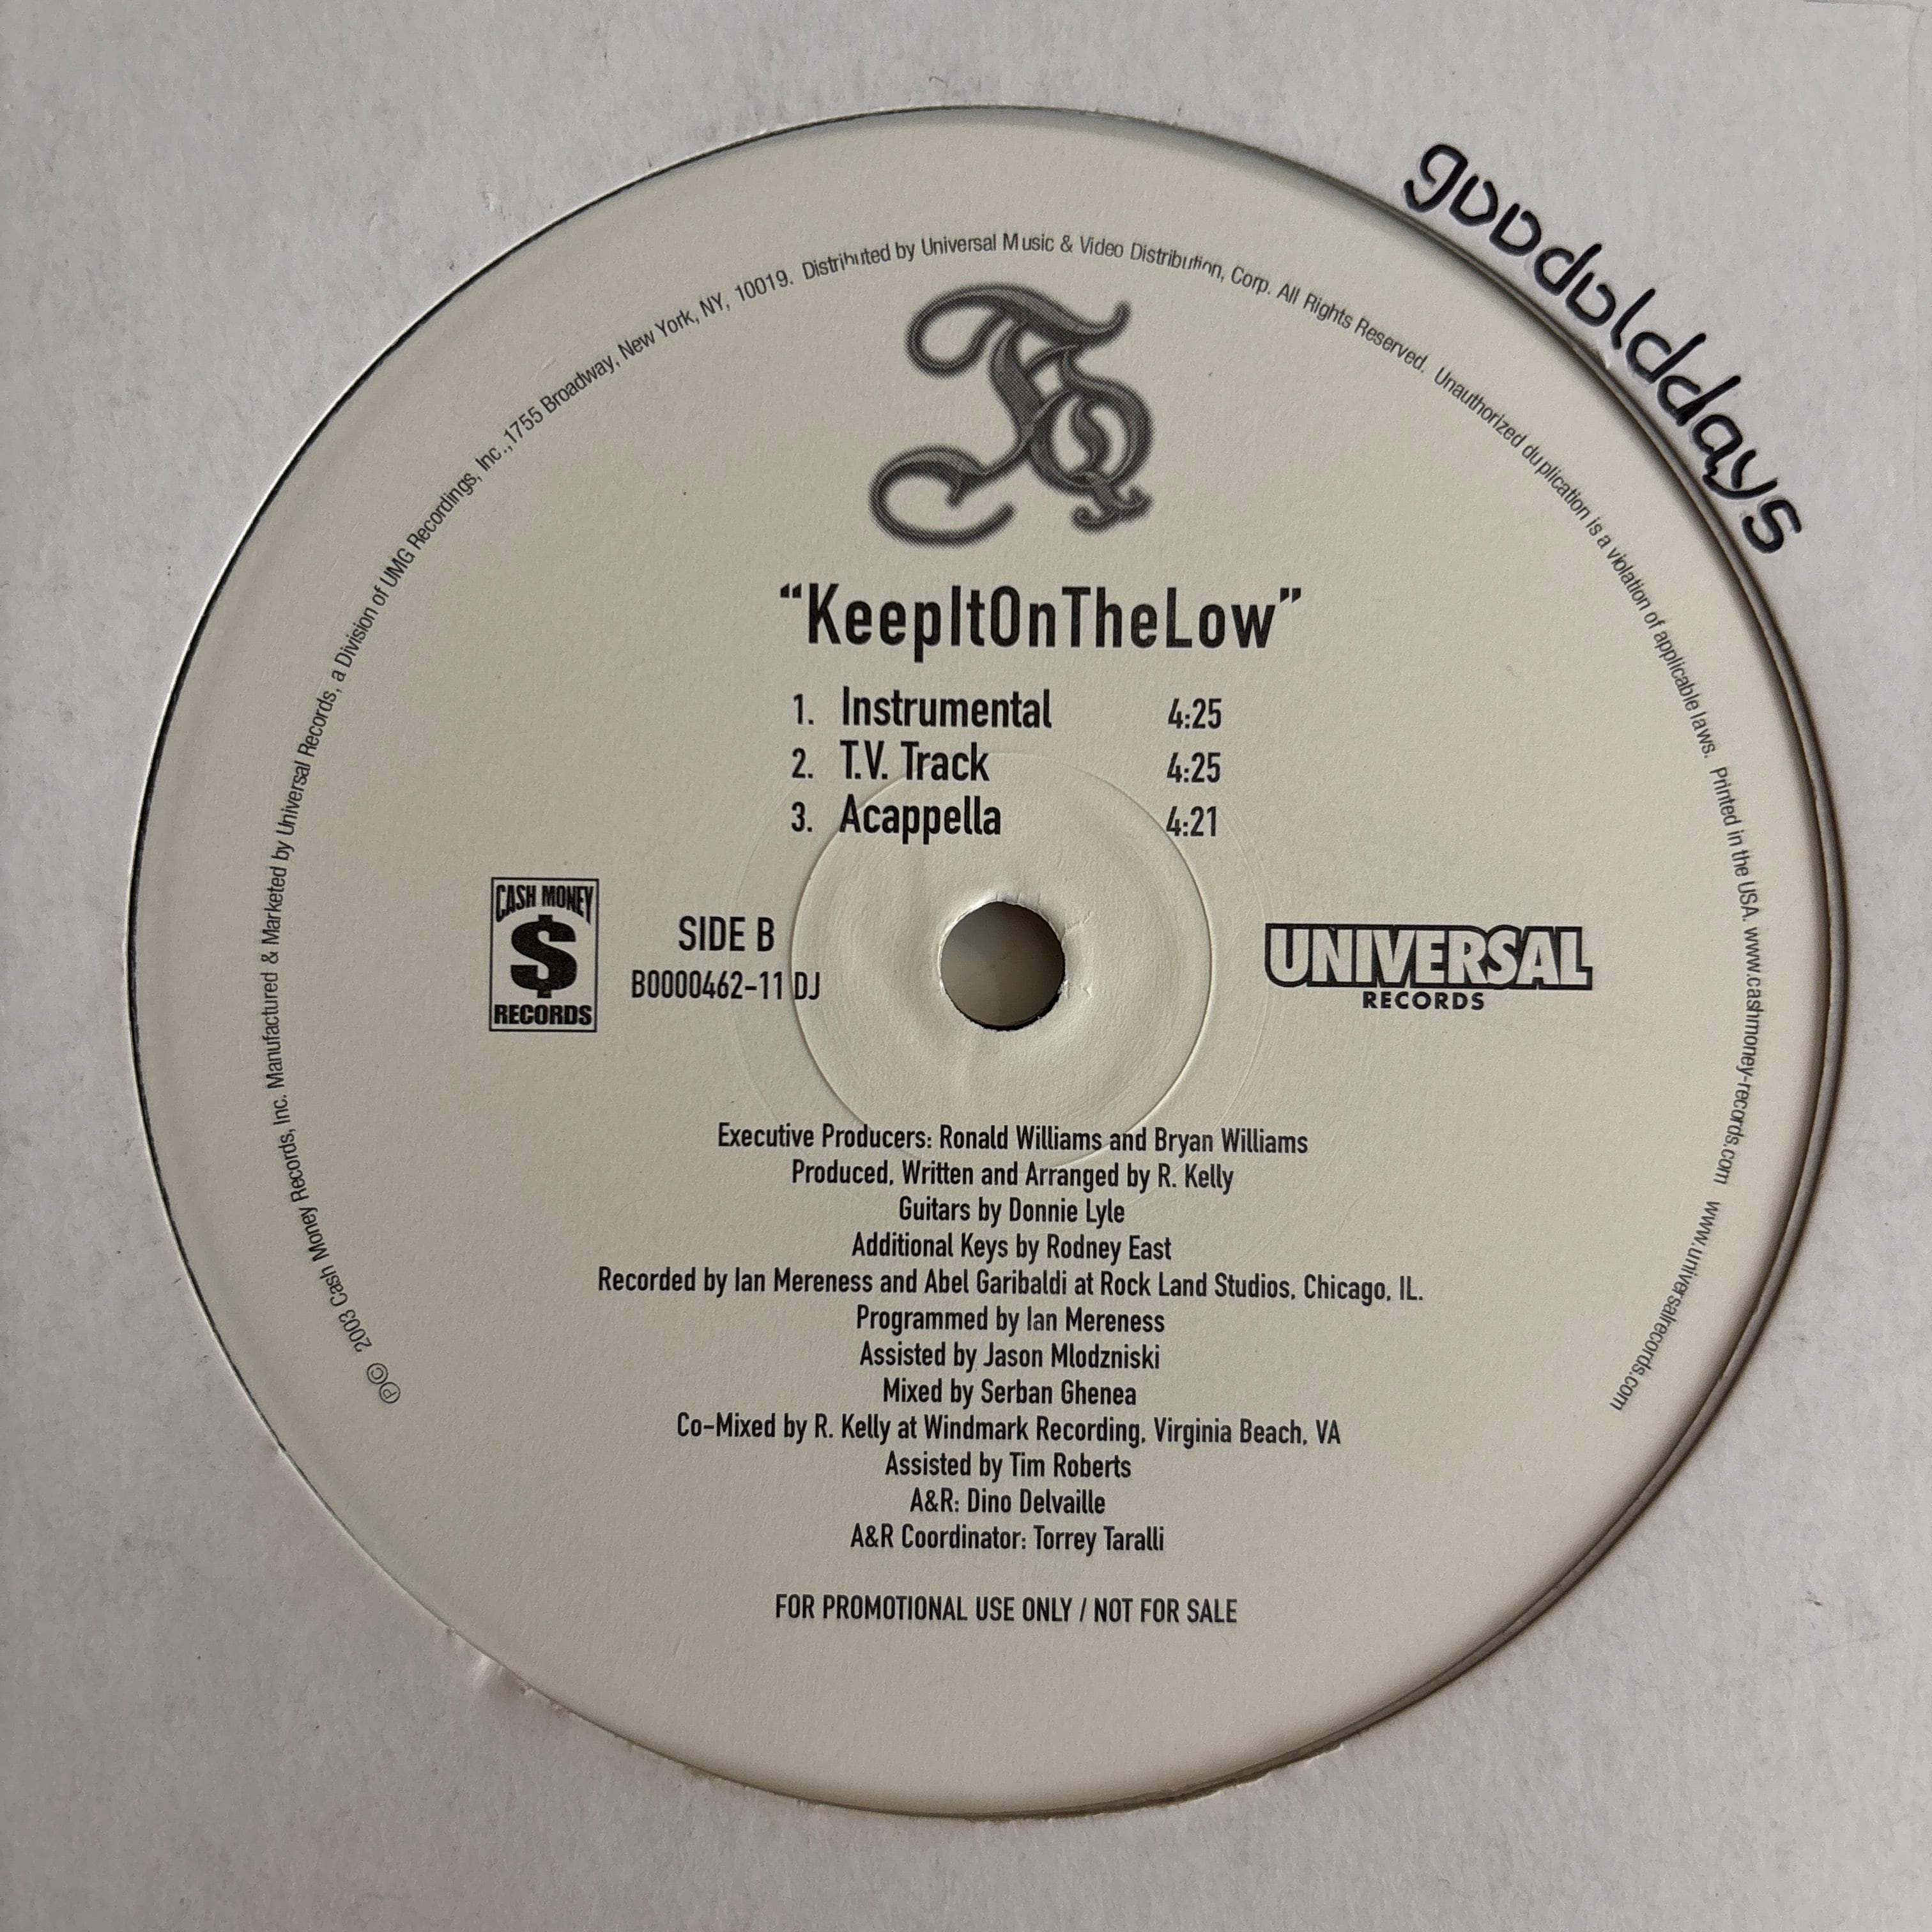 gooddolddays
TQ
“KeepItOnTheLow”
1. Instrumental 4:25
2. T.V. Track 4:25
3. Acappella 4:21
CASH MONEY
$
RECORDS
SIDE B
B0000462-11 DJ
UNIVERSAL
RECORDS
Executive Producers: Ronald Williams and Bryan Williams
Produced, Written and Arranged by R. Kelly
Guitars by Donnie Lyle
Additional Keys by Rodney East
Recorded by Ian Mereness and Abel Garibaldi at Rock Land Studios, Chicago, IL.
Programmed by Ian Mereness
Assisted by Jason Mlodzniski
Mixed by Serban Ghenea
Co-Mixed by R. Kelly at Windmark Recording, Virginia Beach, VA
Assisted by Tim Roberts
A&R: Dino Delvaille
A&R Coordinator: Torrey Taralli
FOR PROMOTIONAL USE ONLY / NOT FOR SALE
℗© 2003 Cash Money Records, Inc. Manufactured & Marketed by Universal Records, a Division of UMG Recordings, Inc.,1755 Broadway, New York, NY, 10019. Distributed by Universal Music & Video Distribution, Corp. All Rights Reserved. Unauthorized duplication is a violation of applicable laws. Printed in the USA. www.cashmoney-records.com www.universalrecords.com